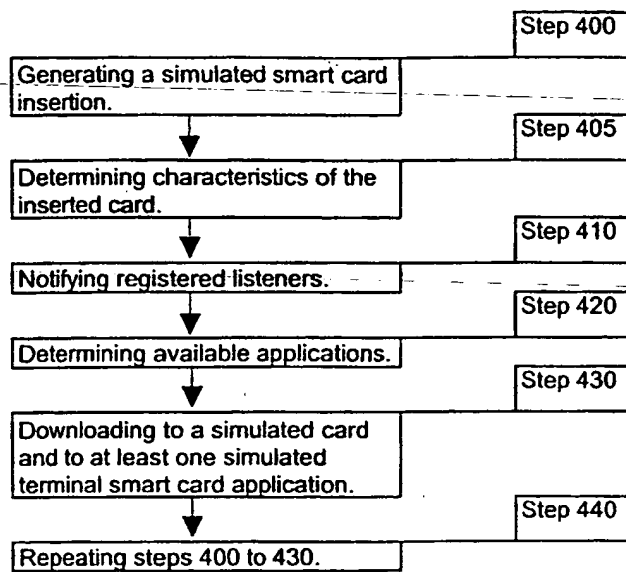 Step 400
Generating a simulated smart card
insertion.
Step 405
Determining characteristics of the
inserted card.
Step 410
Notifying registered listeners.
Step 420
Determining available applications.
Step 430
Downloading to a simulated card
and to at least one simulated
terminal smart card application.
Step 440
Repeating steps 400 to 430.